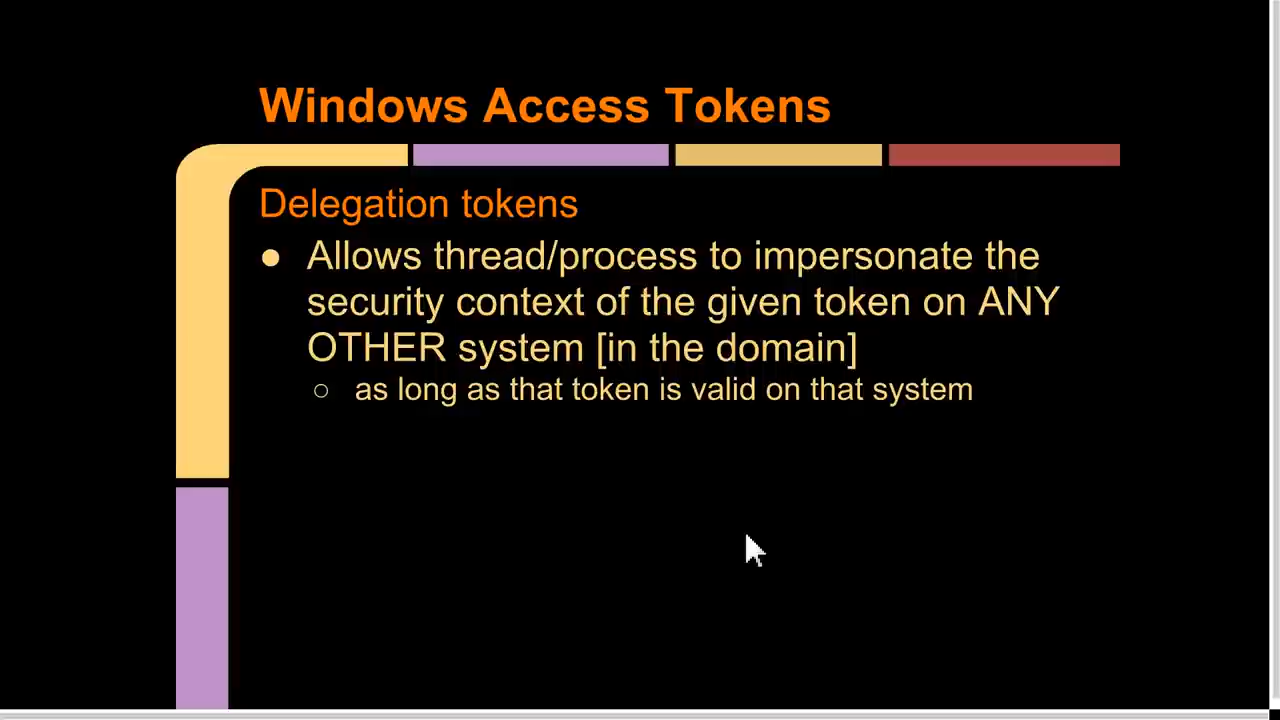 Windows Access Tokens
Delegation tokens
● Allows thread/process to impersonate the
security context of the given token on ANY
OTHER system [in the domain]
○ as long as that token is valid on that system